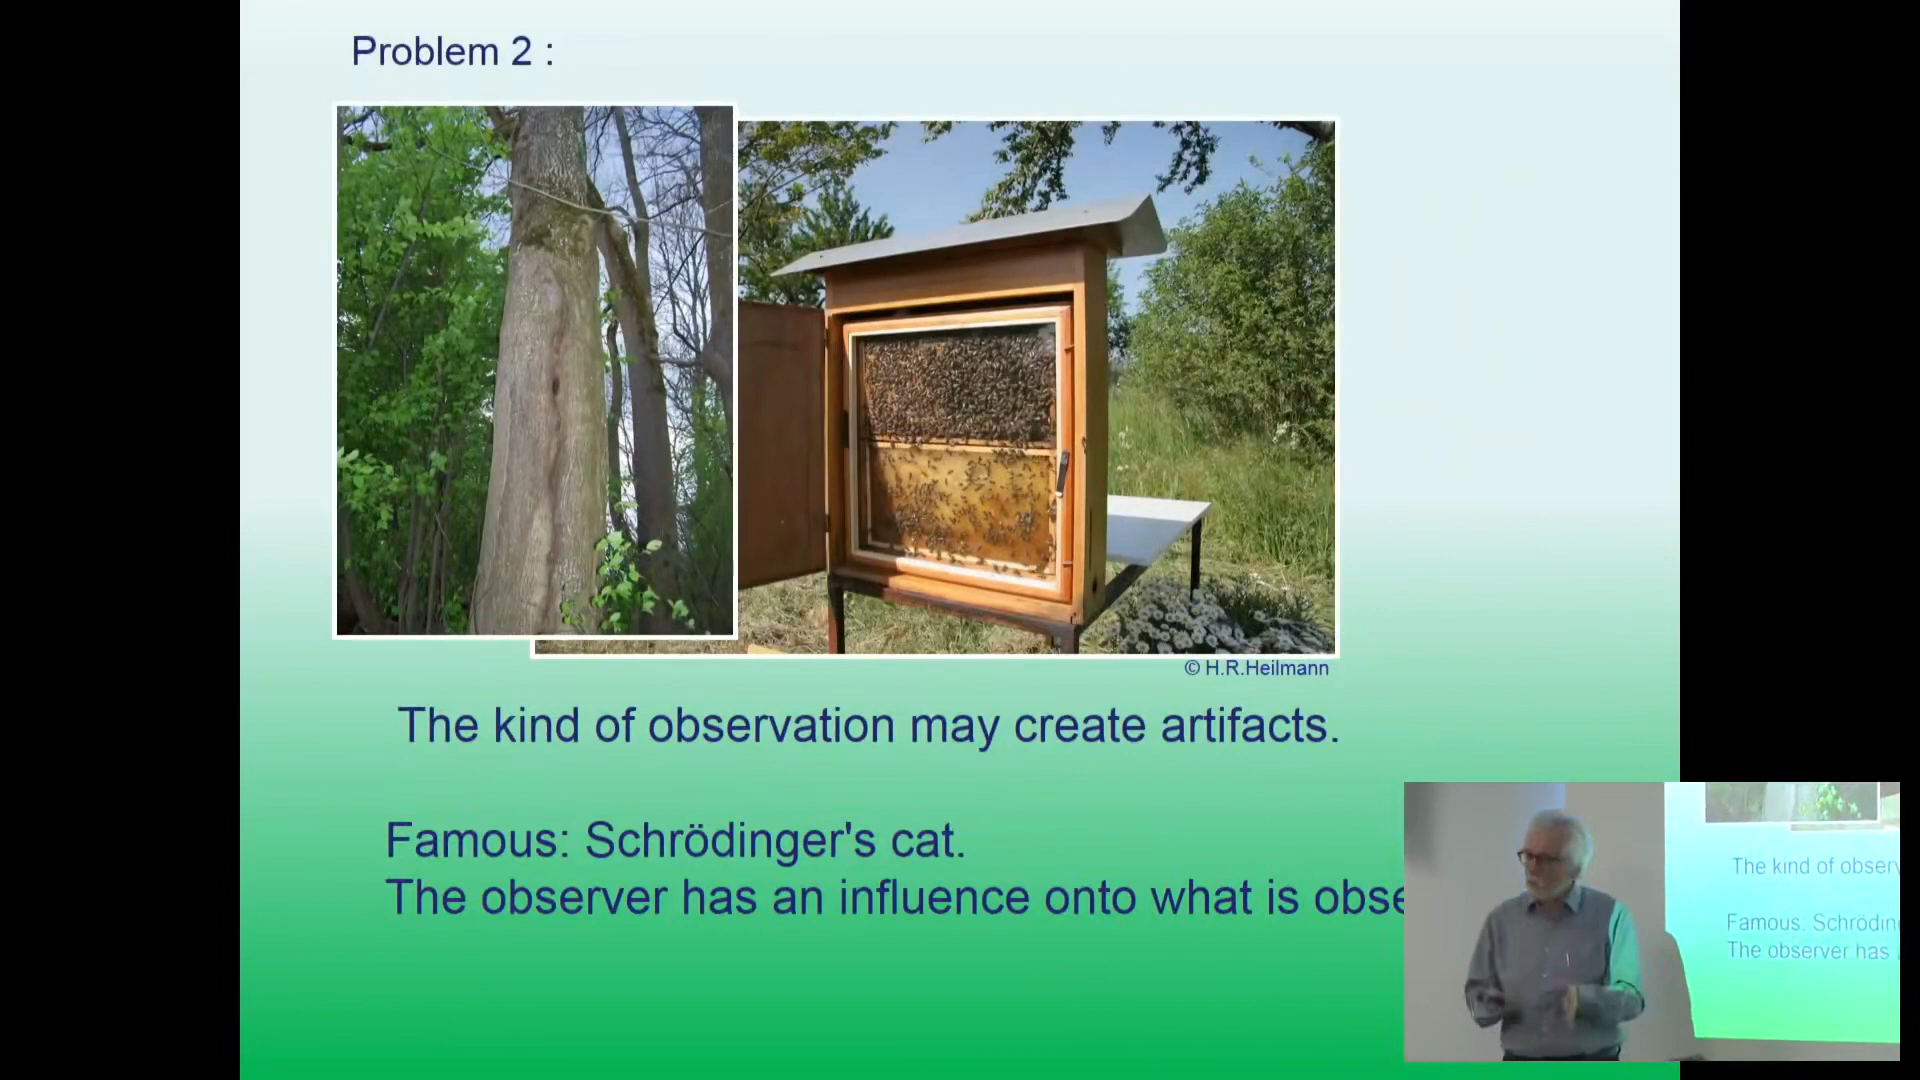 Problem 2 :
© H.R.Heilmann
The kind of observation may create artifacts.
Famous: Schrödinger's cat.
The observer has an influence onto what is obse
The kind of observ
Famous: Schrödin
The observer has